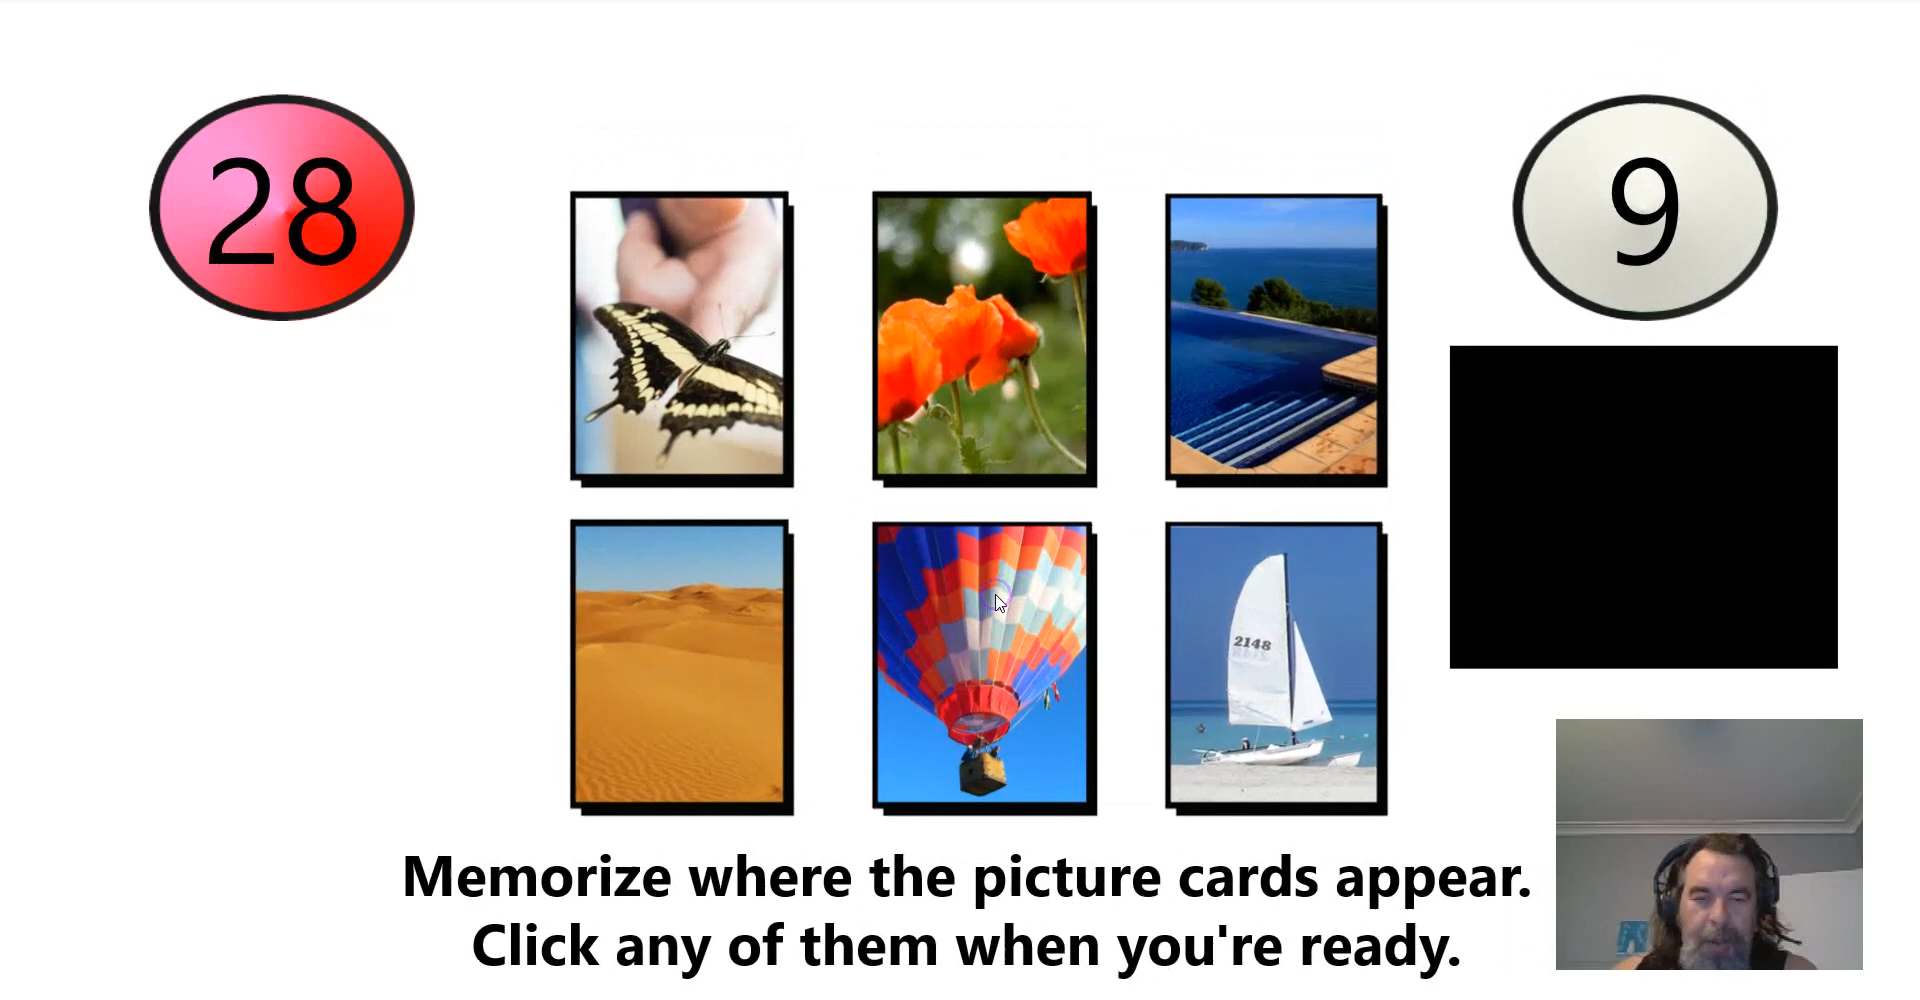 28
9
2148
Memorize where the picture cards appear.
Click any of them when you're ready.